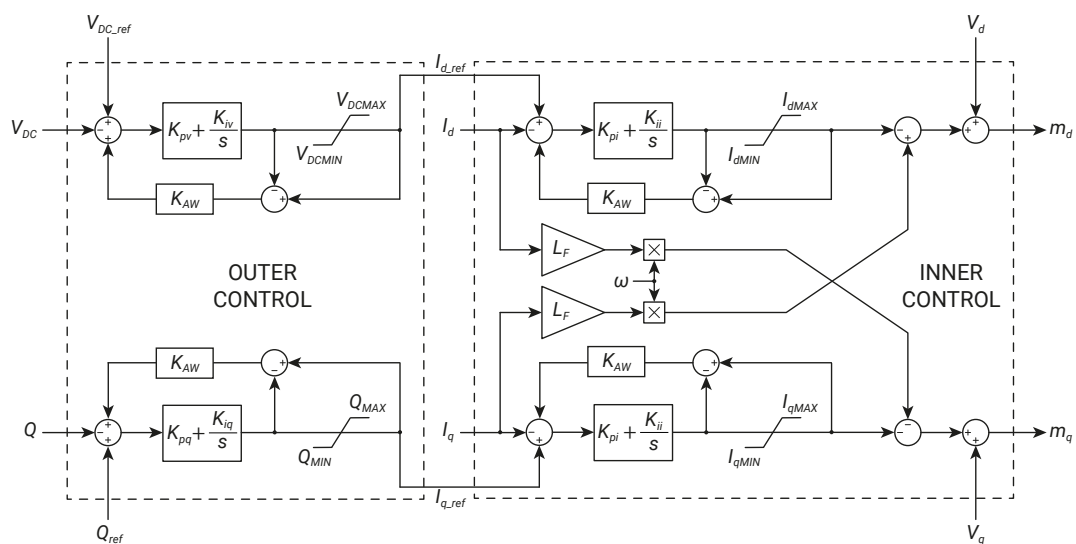 V_DC_ref
V_d
I_d_ref
V_DC
K_pv + K_iv
s
V_DCMAX
V_DCMIN
K_AW
I_d
K_pi + K_ii
s
I_dMAX
I_dMIN
K_AW
m_d
L_F
ω
L_F
OUTER
CONTROL
INNER
CONTROL
K_AW
K_AW
Q
K_pq + K_iq
s
Q_MAX
Q_MIN
I_q
K_pi + K_ii
s
I_qMAX
I_qMIN
m_q
I_q_ref
Q_ref
V_q